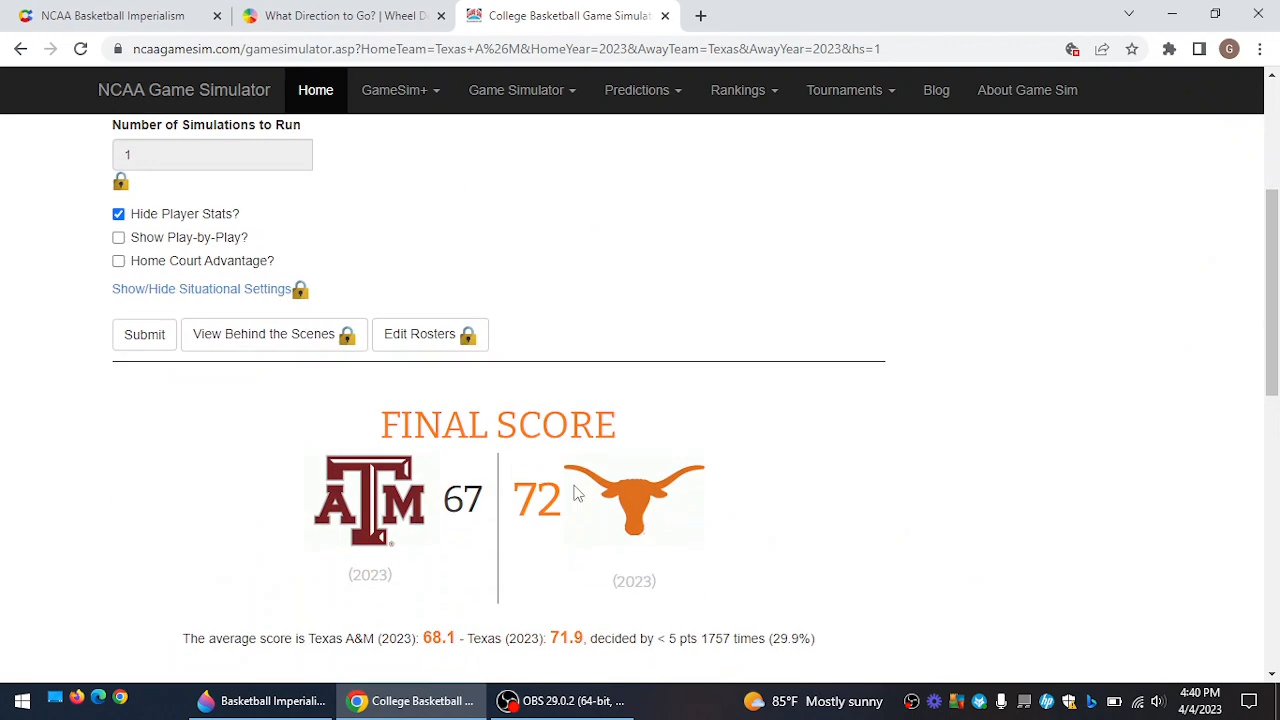 NCAA Basketball Imperialism
What Direction to Go? | Wheel D
College Basketball Game Simulat
ncaagamesim.com/gamesimulator.asp?HomeTeam=Texas+A%26M&HomeYear=2023&AwayTeam=Texas&AwayYear=2023&hs=1
G
NCAA Game Simulator Home GameSim+ Game Simulator Predictions Rankings Tournaments Blog About Game Sim
Number of Simulations to Run
1
Hide Player Stats?
Show Play-by-Play?
Home Court Advantage?
Show/Hide Situational Settings
Submit View Behind the Scenes Edit Rosters
FINAL SCORE
ATM 67 72
(2023) (2023)
The average score is Texas A&M (2023): 68.1 - Texas (2023): 71.9, decided by < 5 pts 1757 times (29.9%)
Basketball Imperiali... College Basketball ... OBS 29.0.2 (64-bit, ... 85°F Mostly sunny 4:40 PM
4/4/2023